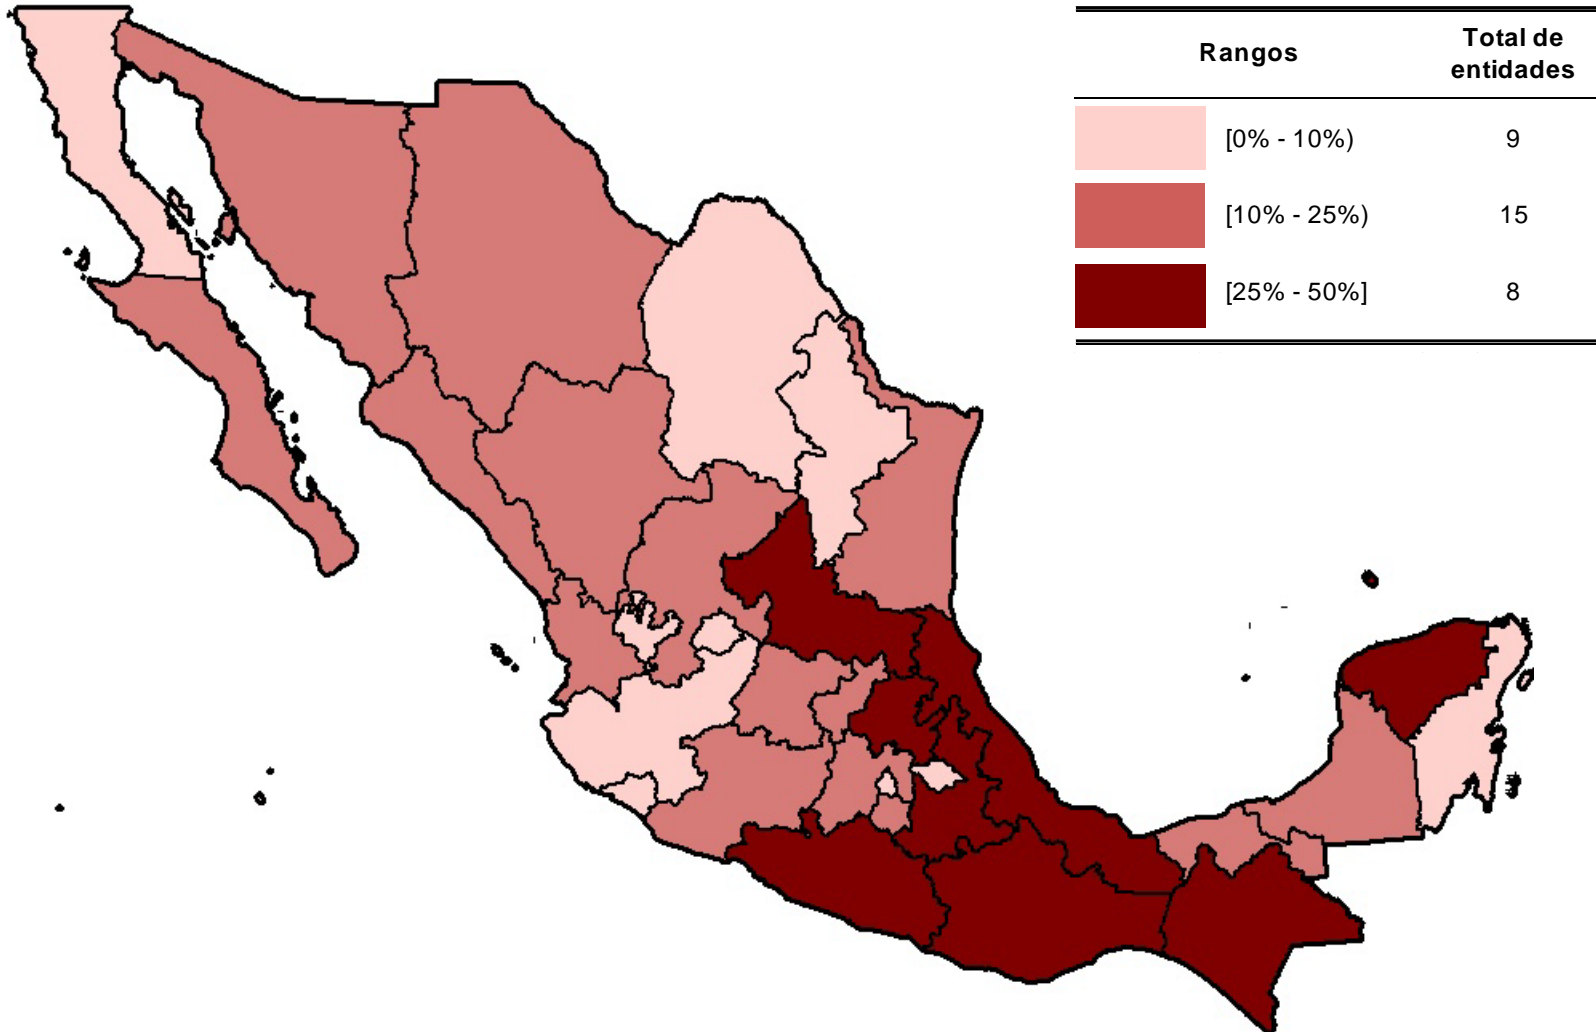 Rangos Total de
entidades
[0% - 10%) 9
[10% - 25%) 15
[25% - 50%] 8